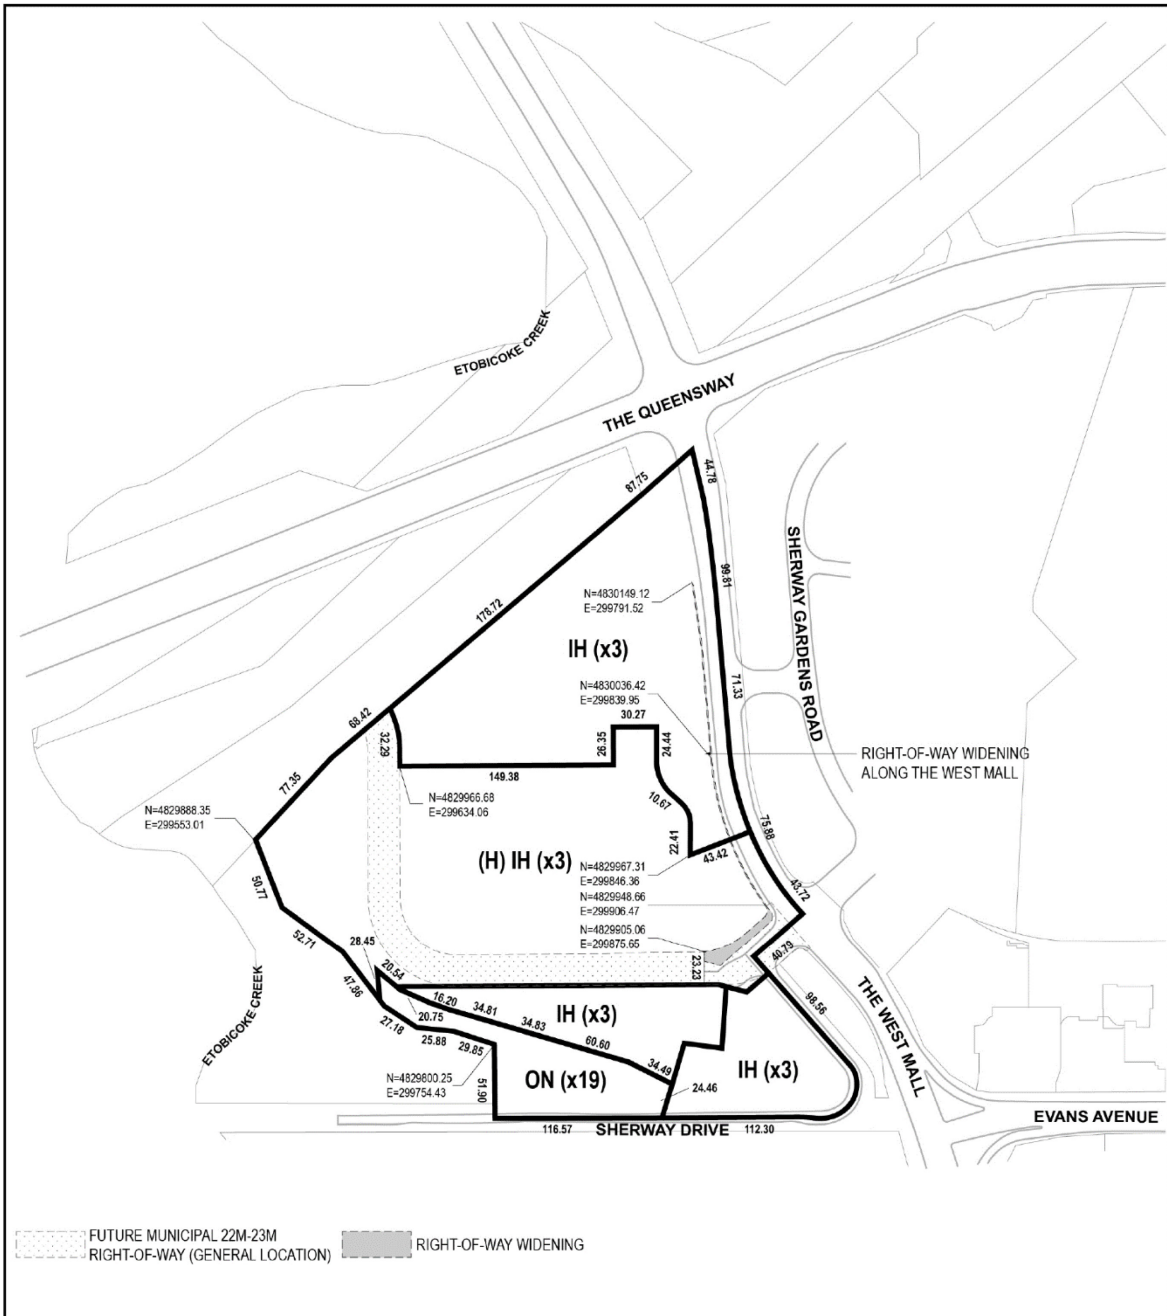 ETOBICOKE CREEK
THE QUEENSWAY
44.78
87.75
SHERWAY GARDENS ROAD
99.81
N=4830149.12
E=299791.52
178.72
IH (x3)
71.33
N=4830036.42
E=299839.95
68.42
30.27
32.29
26.35
24.44
RIGHT-OF-WAY WIDENING
ALONG THE WEST MALL
149.38
77.35
10.67
N=4829966.68
E=299634.06
N=4829888.35
E=299553.01
75.88
22.41
43.42
(H) IH (x3)
N=4829967.31
E=299846.36
50.77
43.72
N=4829948.66
E=299906.47
52.71
N=4829905.06
E=299875.65
28.45
40.79
23.23
20.54
47.86
16.20
98.56
THE WEST MALL
ETOBICOKE CREEK
20.75
34.81
IH (x3)
27.18
34.83
25.88
29.85
60.60
34.49
IH (x3)
N=4829800.25
E=299754.43
ON (x19)
51.90
24.46
EVANS AVENUE
116.57
SHERWAY DRIVE
112.30
FUTURE MUNICIPAL 22M-23M
RIGHT-OF-WAY (GENERAL LOCATION)
RIGHT-OF-WAY WIDENING